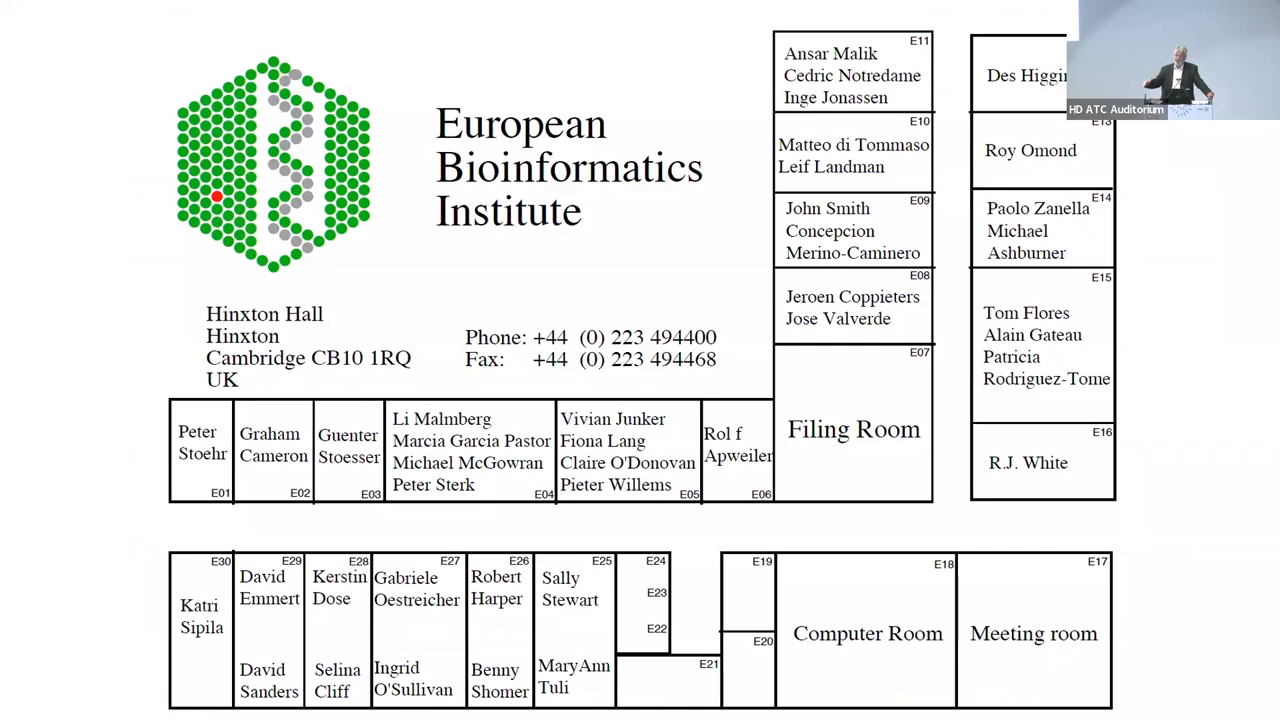 European
Bioinformatics
Institute
Hinxton Hall
Hinxton
Cambridge CB10 1RQ
UK
Phone: +44 (0) 223 494400
Fax: +44 (0) 223 494468
E11
Ansar Malik
Cedric Notredame
Inge Jonassen
E10
Matteo di Tommaso
Leif Landman
E09
John Smith
Concepcion
Merino-Caminero
E08
Jeroen Coppieters
Jose Valverde
E07
Filing Room
Des Higgin
HD ATC Auditorium
E13
Roy Omond
E14
Paolo Zanella
Michael
Ashburner
E15
Tom Flores
Alain Gateau
Patricia
Rodriguez-Tome
E16
R.J. White
Peter
Stoehr
E01
Graham
Cameron
E02
Guenter
Stoesser
E03
Li Malmberg
Marcia Garcia Pastor
Michael McGowran
Peter Sterk
E04
Vivian Junker
Fiona Lang
Claire O'Donovan
Pieter Willems
E05
Rol f
Apweiler
E06
E30
Katri
Sipila
E29
David
Emmert
David
Sanders
E28
Kerstin
Dose
Selina
Cliff
E27
Gabriele
Oestreicher
Ingrid
O'Sullivan
E26
Robert
Harper
Benny
Shomer
E25
Sally
Stewart
MaryAnn
Tuli
E24
E23
E22
E21
E19
E20
E18
Computer Room
E17
Meeting room